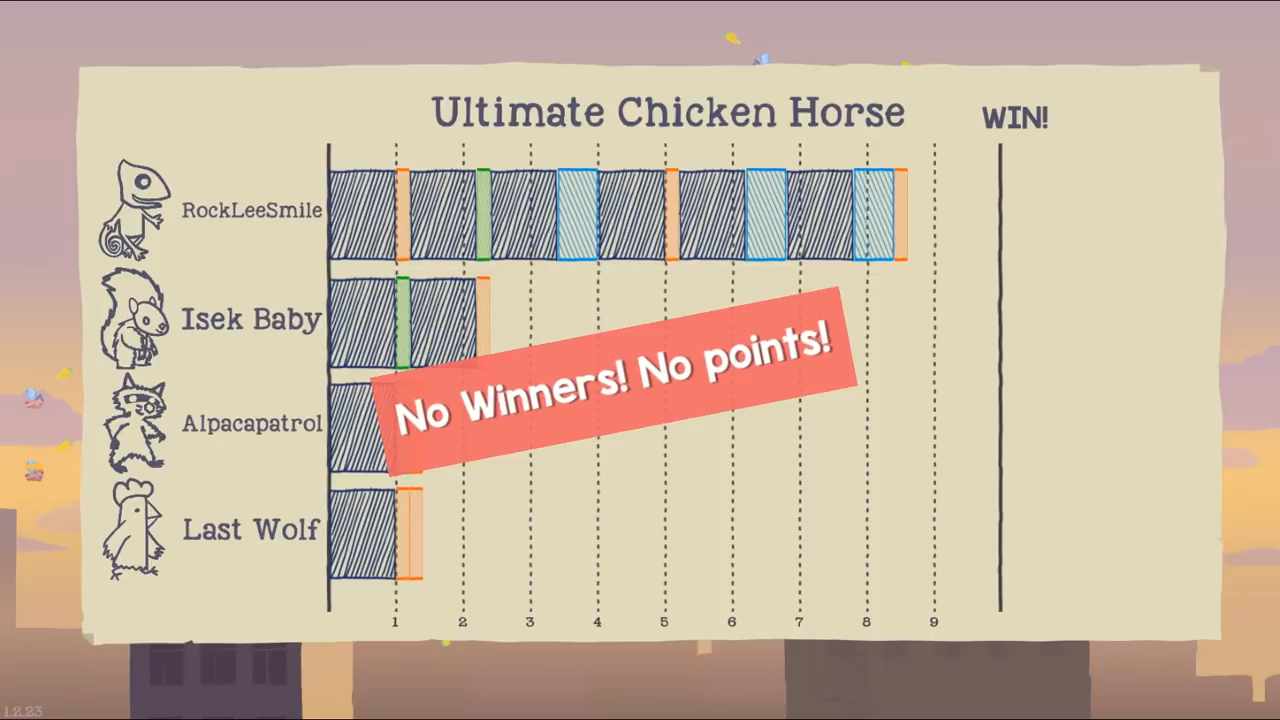 Ultimate Chicken Horse
WIN!
RockLeeSmile
Isek Baby
No Winners! No points!
Alpacapatrol
Last Wolf
1 2 3 4 5 6 7 8 9
1.2.23